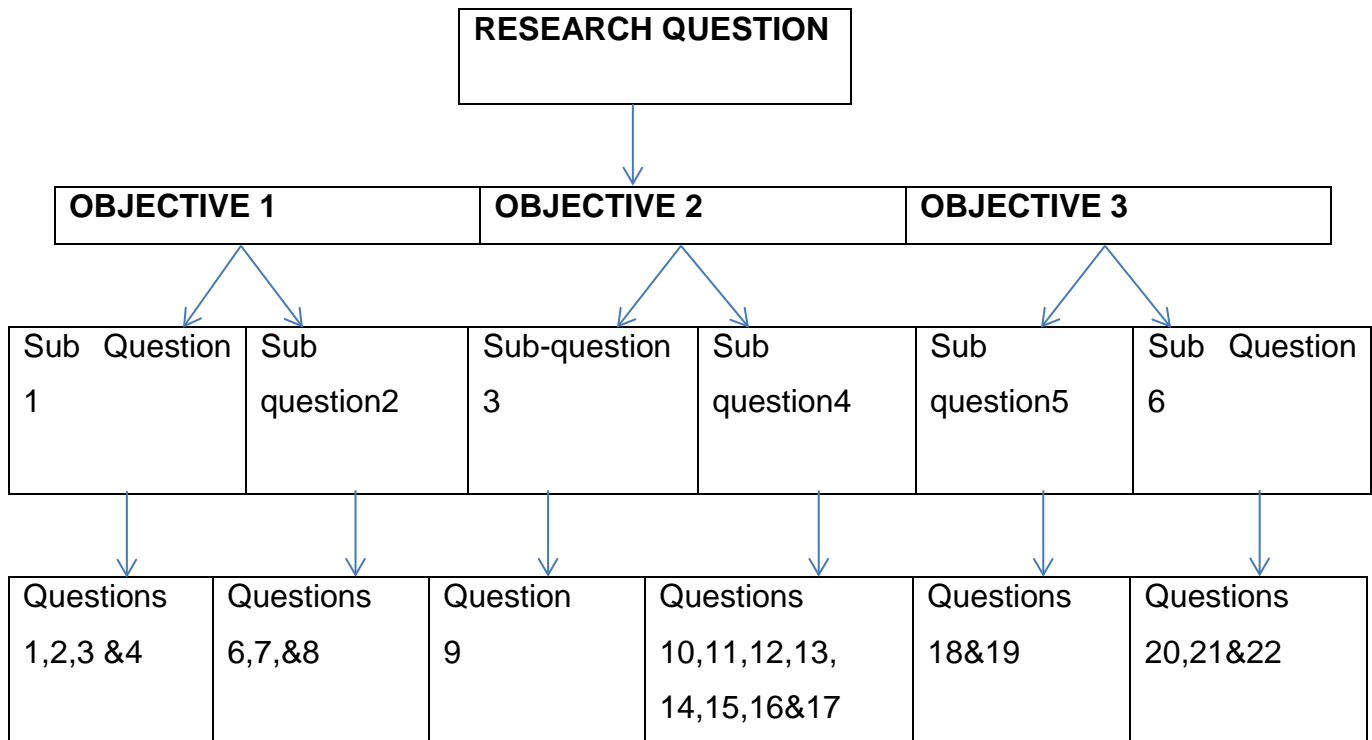 RESEARCH QUESTION
OBJECTIVE 1
OBJECTIVE 2
OBJECTIVE 3
Sub Question
1
Sub
question2
Sub-question
3
Sub
question4
Sub
question5
Sub Question
6
Questions
1,2,3 &4
Questions
6,7,&8
Question
9
Questions
10,11,12,13,
14,15,16&17
Questions
18&19
Questions
20,21&22